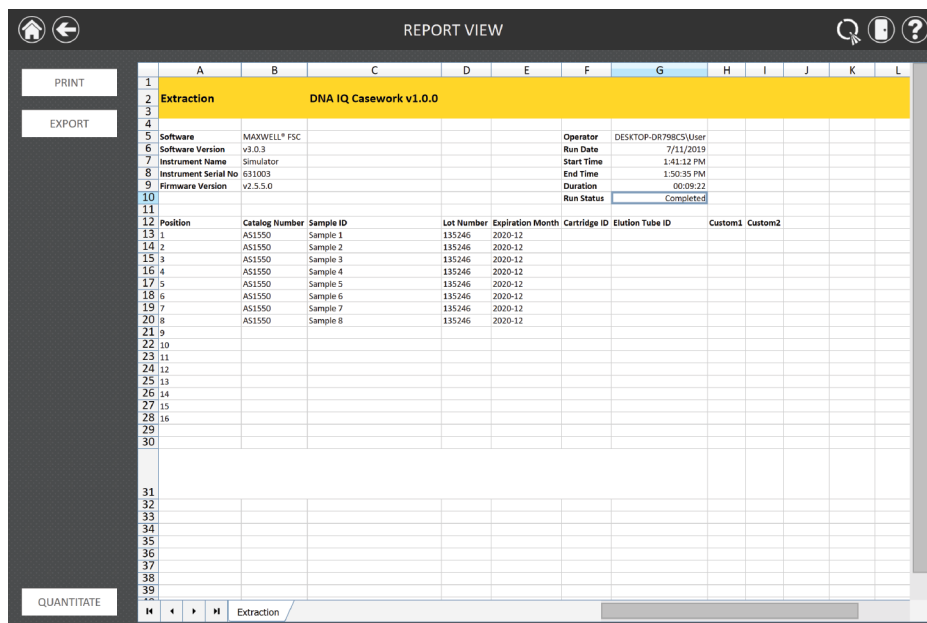 REPORT VIEW
?
PRINT
EXPORT
QUANTITATE
A B C D E F G H I J K L
1
2 Extraction DNA IQ Casework v1.0.0
3
4
5 Software MAXWELL® FSC Operator DESKTOP-DR798C5\User
6 Software Version v3.0.3 Run Date 7/11/2019
7 Instrument Name Simulator Start Time 1:41:12 PM
8 Instrument Serial No 631003 End Time 1:50:35 PM
9 Firmware Version v2.5.5.0 Duration 00:09:22
10 Run Status Completed
11
12 Position Catalog Number Sample ID Lot Number Expiration Month Cartridge ID Elution Tube ID Custom1 Custom2
13 1 AS1550 Sample 1 135246 2020-12
14 2 AS1550 Sample 2 135246 2020-12
15 3 AS1550 Sample 3 135246 2020-12
16 4 AS1550 Sample 4 135246 2020-12
17 5 AS1550 Sample 5 135246 2020-12
18 6 AS1550 Sample 6 135246 2020-12
19 7 AS1550 Sample 7 135246 2020-12
20 8 AS1550 Sample 8 135246 2020-12
21 9
22 10
23 11
24 12
25 13
26 14
27 15
28 16
29
30
31
32
33
34
35
36
37
38
39
Extraction